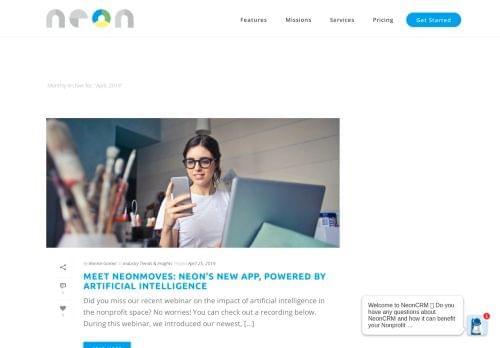 neon
Features
Missions
Services
Pricing
Get Started
Monthly Archive for: "April, 2019"
By Bonnie Gomez In Industry Trends & Insights Posted April 25, 2019
MEET NEONMOVES: NEON'S NEW APP, POWERED BY
ARTIFICIAL INTELLIGENCE
Did you miss our recent webinar on the impact of artificial intelligence in
the nonprofit space? No worries! You can check out a recording below.
During this webinar, we introduced our newest, [...]
Welcome to NeonCRM Do you have
any questions about
NeonCRM and how it can benefit
your Nonprofit ...
1